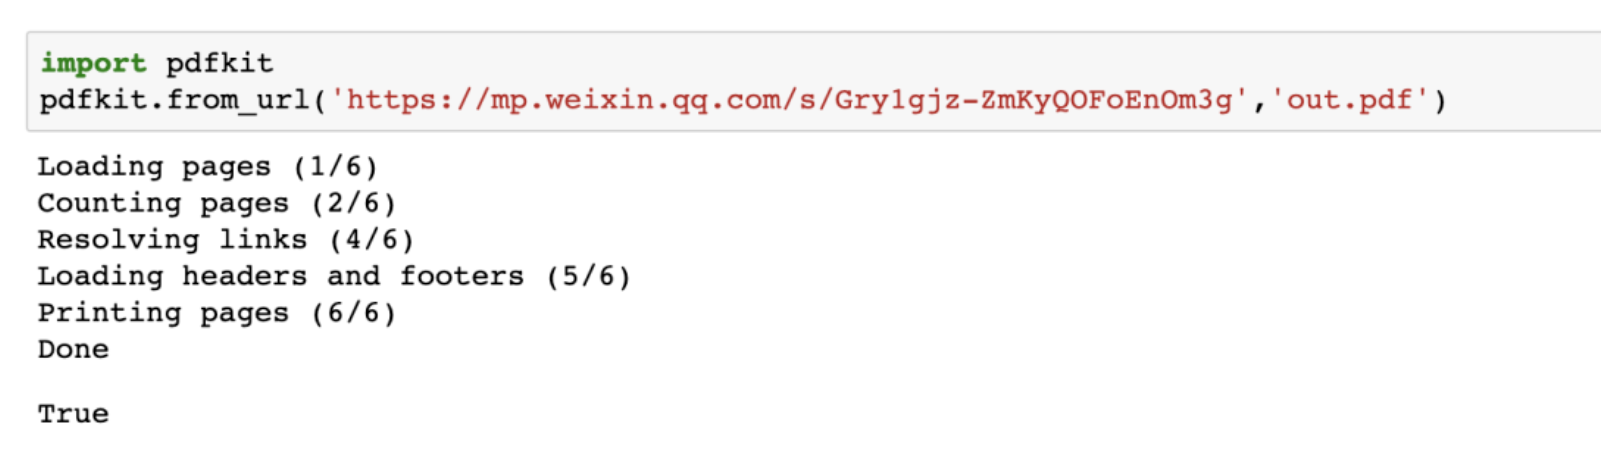 import pdfkit
pdfkit.from_url('https://mp.weixin.qq.com/s/Gry1gjz-ZmKyQOFoEnOm3g','out.pdf')
Loading pages (1/6)
Counting pages (2/6)
Resolving links (4/6)
Loading headers and footers (5/6)
Printing pages (6/6)
Done
True